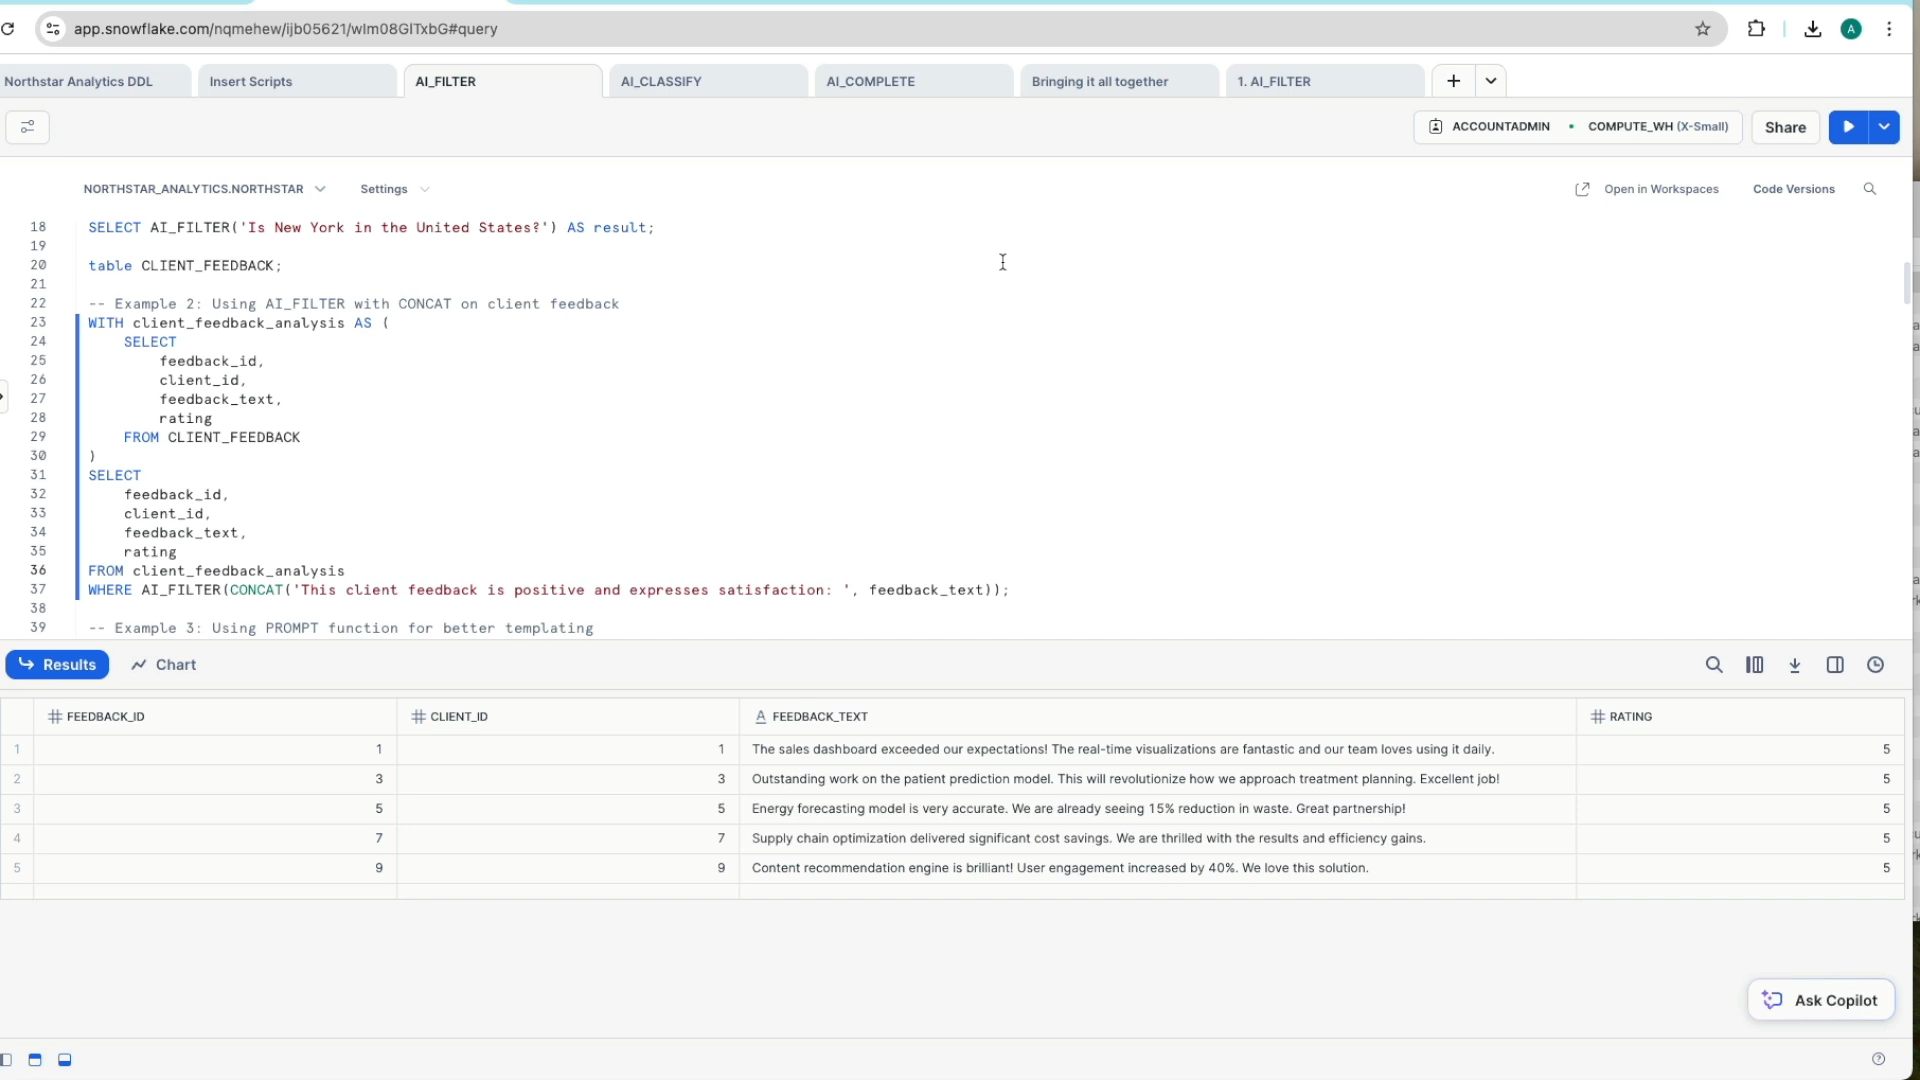 app.snowflake.com/nqmehew/ijb05621/wlm08GlTxbG#query
A
Northstar Analytics DDL
Insert Scripts
AI_FILTER
AI_CLASSIFY
AI_COMPLETE
Bringing it all together
1. AI_FILTER
ACCOUNTADMIN
COMPUTE_WH (X-Small)
Share
NORTHSTAR_ANALYTICS.NORTHSTAR
Settings
Open in Workspaces
Code Versions
18 SELECT AI_FILTER('Is New York in the United States?') AS result;
19
20 table CLIENT_FEEDBACK;
21
22 -- Example 2: Using AI_FILTER with CONCAT on client feedback
23 WITH client_feedback_analysis AS (
24 SELECT
25 feedback_id,
26 client_id,
27 feedback_text,
28 rating
29 FROM CLIENT_FEEDBACK
30 )
31 SELECT
32 feedback_id,
33 client_id,
34 feedback_text,
35 rating
36 FROM client_feedback_analysis
37 WHERE AI_FILTER(CONCAT('This client feedback is positive and expresses satisfaction: ', feedback_text));
38
39 -- Example 3: Using PROMPT function for better templating
Results
Chart
FEEDBACK_ID CLIENT_ID FEEDBACK_TEXT RATING
1 1 1 The sales dashboard exceeded our expectations! The real-time visualizations are fantastic and our team loves using it daily. 5
2 3 3 Outstanding work on the patient prediction model. This will revolutionize how we approach treatment planning. Excellent job! 5
3 5 5 Energy forecasting model is very accurate. We are already seeing 15% reduction in waste. Great partnership! 5
4 7 7 Supply chain optimization delivered significant cost savings. We are thrilled with the results and efficiency gains. 5
5 9 9 Content recommendation engine is brilliant! User engagement increased by 40%. We love this solution. 5
Ask Copilot